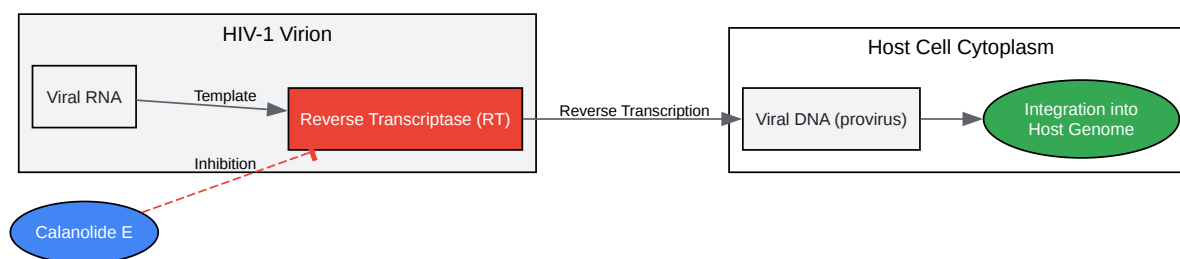 HIV-1 Virion
Viral RNA
Template
Reverse Transcriptase (RT)
Inhibition
Calanolide E
Reverse Transcription
Host Cell Cytoplasm
Viral DNA (provirus)
Integration into
Host Genome